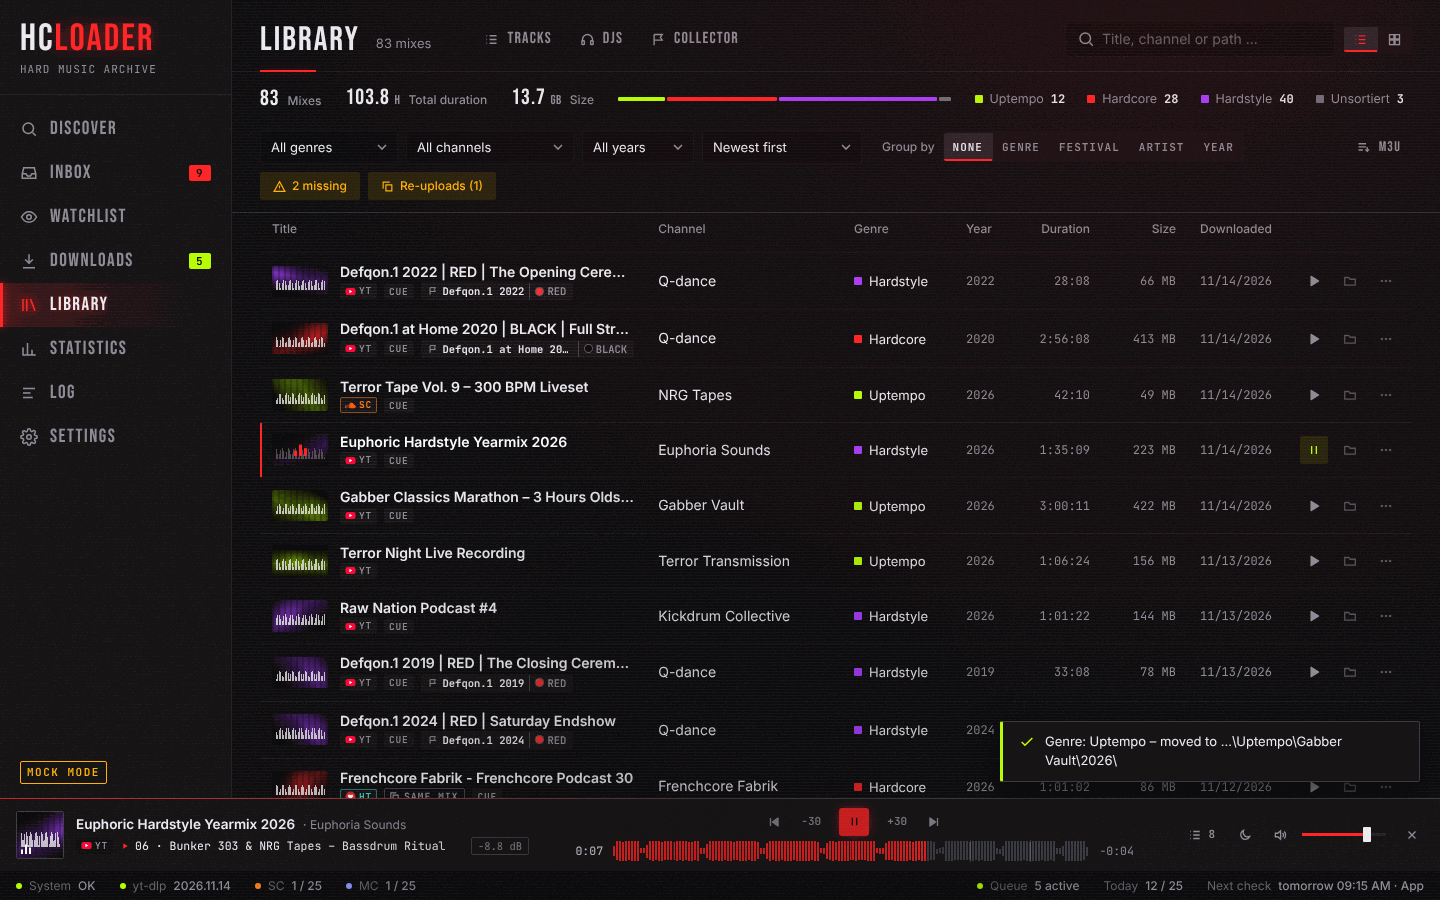 HCLOADER
HARD MUSIC ARCHIVE
DISCOVER
INBOX 9
WATCHLIST
DOWNLOADS 5
LIBRARY
STATISTICS
LOG
SETTINGS
MOCK MODE
LIBRARY 83 mixes TRACKS DJS COLLECTOR Title, channel or path ...
83 Mixes 103.8 H Total duration 13.7 GB Size Uptempo 12 Hardcore 28 Hardstyle 40 Unsortiert 3
All genres All channels All years Newest first Group by NONE GENRE FESTIVAL ARTIST YEAR M3U
2 missing Re-uploads (1)
Title Channel Genre Year Duration Size Downloaded
Defqon.1 2022 | RED | The Opening Cere... Q-dance Hardstyle 2022 28:08 66 MB 11/14/2026
YT CUE Defqon.1 2022 RED
Defqon.1 at Home 2020 | BLACK | Full Str... Q-dance Hardcore 2020 2:56:08 413 MB 11/14/2026
YT CUE Defqon.1 at Home 20... BLACK
Terror Tape Vol. 9 – 300 BPM Liveset NRG Tapes Uptempo 2026 42:10 49 MB 11/14/2026
SC CUE
Euphoric Hardstyle Yearmix 2026 Euphoria Sounds Hardstyle 2026 1:35:09 223 MB 11/14/2026
YT CUE
Gabber Classics Marathon – 3 Hours Olds... Gabber Vault Uptempo 2026 3:00:11 422 MB 11/14/2026
YT CUE
Terror Night Live Recording Terror Transmission Uptempo 2026 1:06:24 156 MB 11/13/2026
YT
Raw Nation Podcast #4 Kickdrum Collective Hardstyle 2026 1:01:22 144 MB 11/13/2026
YT CUE
Defqon.1 2019 | RED | The Closing Cerem... Q-dance Hardstyle 2019 33:08 78 MB 11/13/2026
YT CUE Defqon.1 2019 RED
Defqon.1 2024 | RED | Saturday Endshow Q-dance Hardstyle 2024
YT CUE Defqon.1 2024 RED
Genre: Uptempo – moved to ...\Uptempo\Gabber
Vault\2026\
Frenchcore Fabrik - Frenchcore Podcast 30 Frenchcore Fabrik Hardcore 2026 1:01:02 86 MB 11/12/2026
HT SAME MIX CUE
Euphoric Hardstyle Yearmix 2026 · Euphoria Sounds
YT 06 · Bunker 303 & NRG Tapes – Bassdrum Ritual -8.8 dB
-30 +30
0:07 -0:04
8
System OK yt-dlp 2026.11.14 SC 1 / 25 MC 1 / 25 Queue 5 active Today 12 / 25 Next check tomorrow 09:15 AM · App